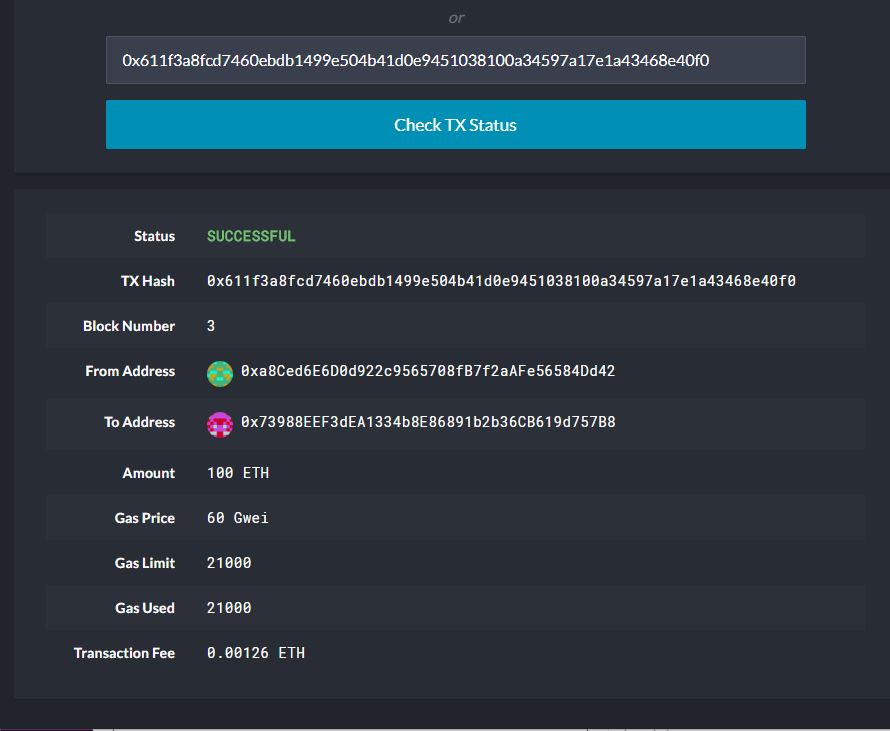 or
0x611f3a8fcd7460ebdb1499e504b41d0e9451038100a34597a17e1a43468e40f0
Check TX Status
Status SUCCESSFUL
TX Hash 0x611f3a8fcd7460ebdb1499e504b41d0e9451038100a34597a17e1a43468e40f0
Block Number 3
From Address 0xa8Ced6E6D0d922c9565708fB7f2aAFe56584Dd42
To Address 0x73988EEF3dEA1334b8E86891b2b36CB619d757B8
Amount 100 ETH
Gas Price 60 Gwei
Gas Limit 21000
Gas Used 21000
Transaction Fee 0.00126 ETH